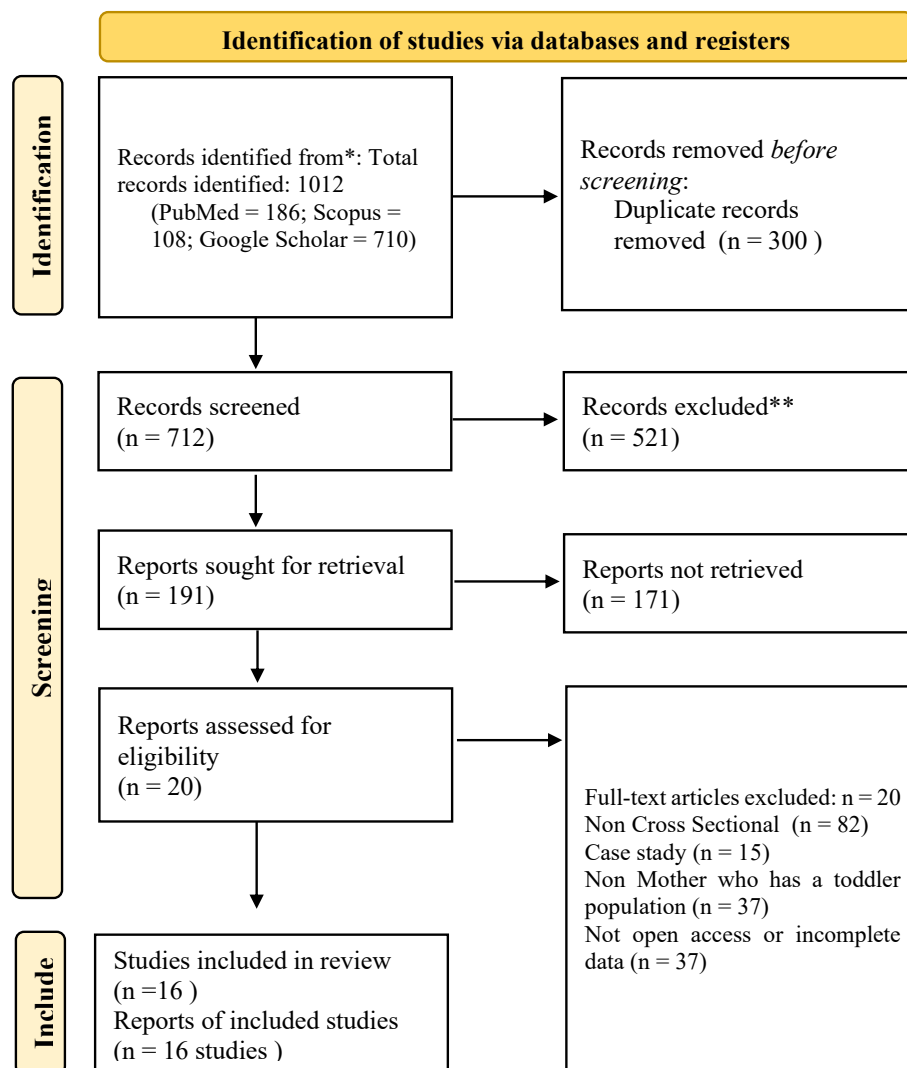 Identification of studies via databases and registers
Identification
Records identified from*: Total
records identified: 1012
(PubMed = 186; Scopus =
108; Google Scholar = 710)
Records removed before
screening:
Duplicate records
removed (n = 300 )
Screening
Records screened
(n = 712)
Records excluded**
(n = 521)
Reports sought for retrieval
(n = 191)
Reports not retrieved
(n = 171)
Reports assessed for
eligibility
(n = 20)
Full-text articles excluded: n = 20
Non Cross Sectional (n = 82)
Case stady (n = 15)
Non Mother who has a toddler
population (n = 37)
Not open access or incomplete
data (n = 37)
Include
Studies included in review
(n =16 )
Reports of included studies
(n = 16 studies )